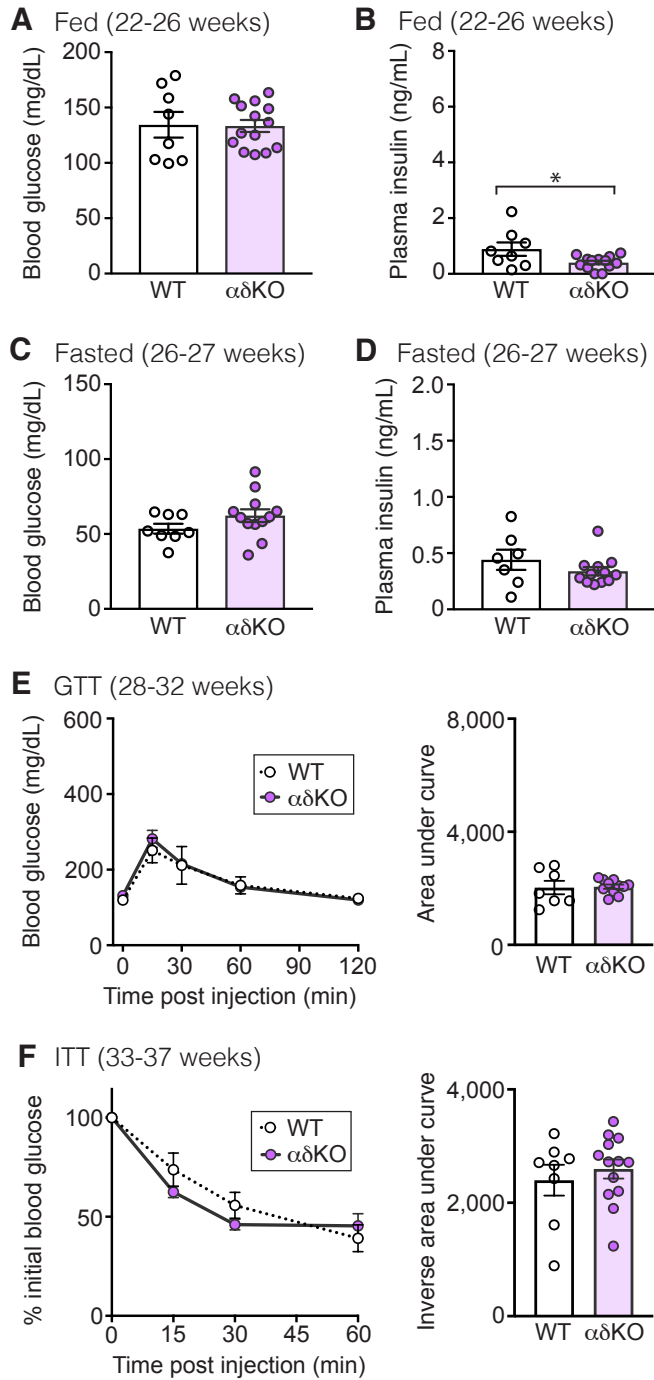 A Fed (22-26 weeks)
Blood glucose (mg/dL)
200
150
100
50
0
WT
αδKO
B Fed (22-26 weeks)
Plasma insulin (ng/mL)
8
6
4
2
0
*
WT
αδKO
C Fasted (26-27 weeks)
Blood glucose (mg/dL)
150
100
50
0
WT
αδKO
D Fasted (26-27 weeks)
Plasma insulin (ng/mL)
2.0
1.5
1.0
0.5
0
WT
αδKO
E GTT (28-32 weeks)
Blood glucose (mg/dL)
600
400
200
0
WT
αδKO
0 30 60 90 120
Time post injection (min)
Area under curve
8,000
4,000
0
WT
αδKO
F ITT (33-37 weeks)
% initial blood glucose
100
50
0
WT
αδKO
0 15 30 45 60
Time post injection (min)
Inverse area under curve
4,000
2,000
0
WT
αδKO